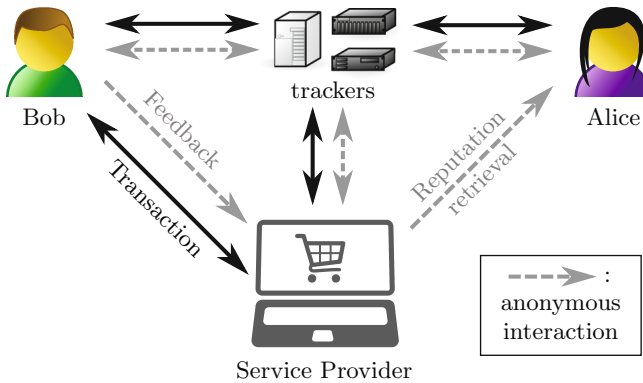 trackers
Bob
Alice
Feedback
Transaction
Reputation
retrieval
:
anonymous
interaction
Service Provider